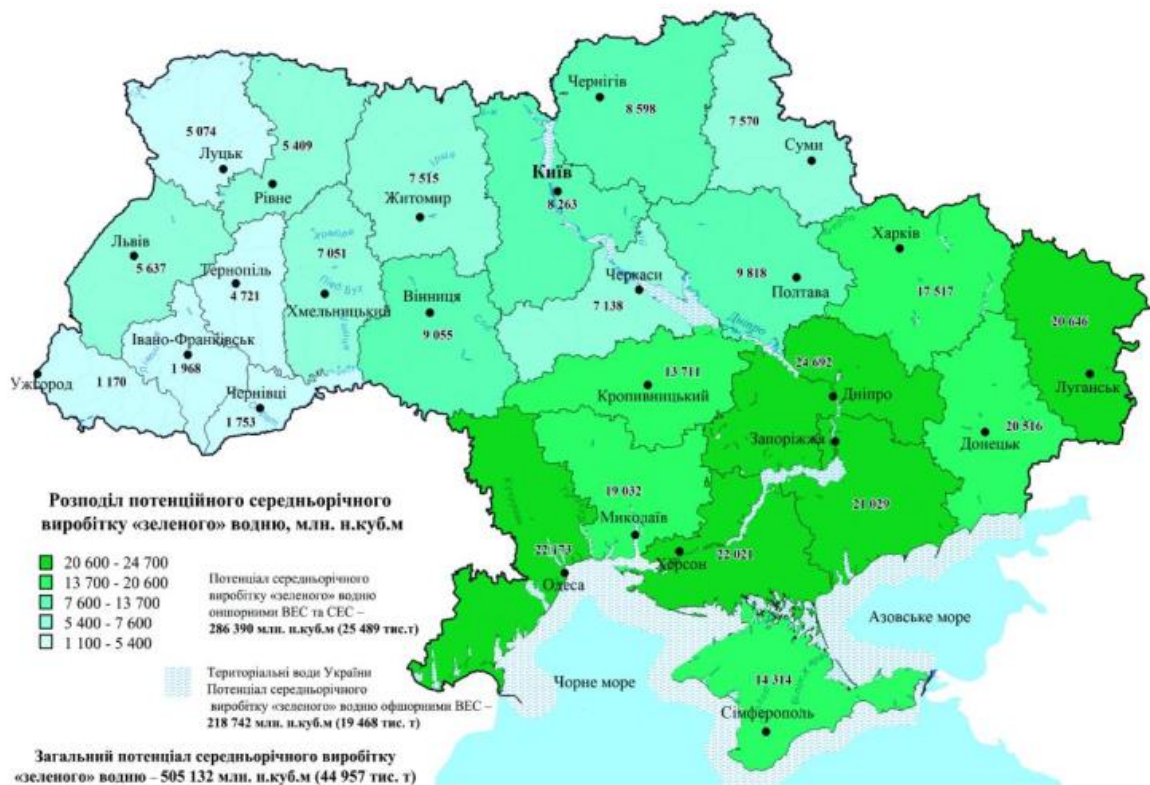 Чернігів
8 598
7 570
Суми
5 074
Луцьк
5 409
Рівне
7 515
Житомир
Київ
8 263
Харків
17 517
Львів
5 637
Тернопіль
4 721
7 051
Хмельницький
Вінниця
9 055
Черкаси
7 138
9 818
Полтава
Дніпро
20 646
Луганськ
Івано-Франківськ
1 968
Ужгород
1 170
Чернівці
1 753
13 711
Кропивницький
24 692
Дніпро
Запоріжжя
20 516
Донецьк
19 032
Миколаїв
21 029
22 173
Одеса
Херсон
22 021
Азовське море
Чорне море
14 314
Сімферополь
Розподіл потенційного середньорічного
виробітку «зеленого» водню, млн. н.куб.м
20 600 - 24 700
13 700 - 20 600
7 600 - 13 700
5 400 - 7 600
1 100 - 5 400
Потенціал середньорічного
виробітку «зеленого» водню
оншорними ВЕС та СЕС –
286 390 млн. н.куб.м (25 489 тис.т)
Територіальні води України
Потенціал середньорічного
виробітку «зеленого» водню офшорними ВЕС –
218 742 млн. н.куб.м (19 468 тис. т)
Загальний потенціал середньорічного виробітку
«зеленого» водню – 505 132 млн. н.куб.м (44 957 тис. т)